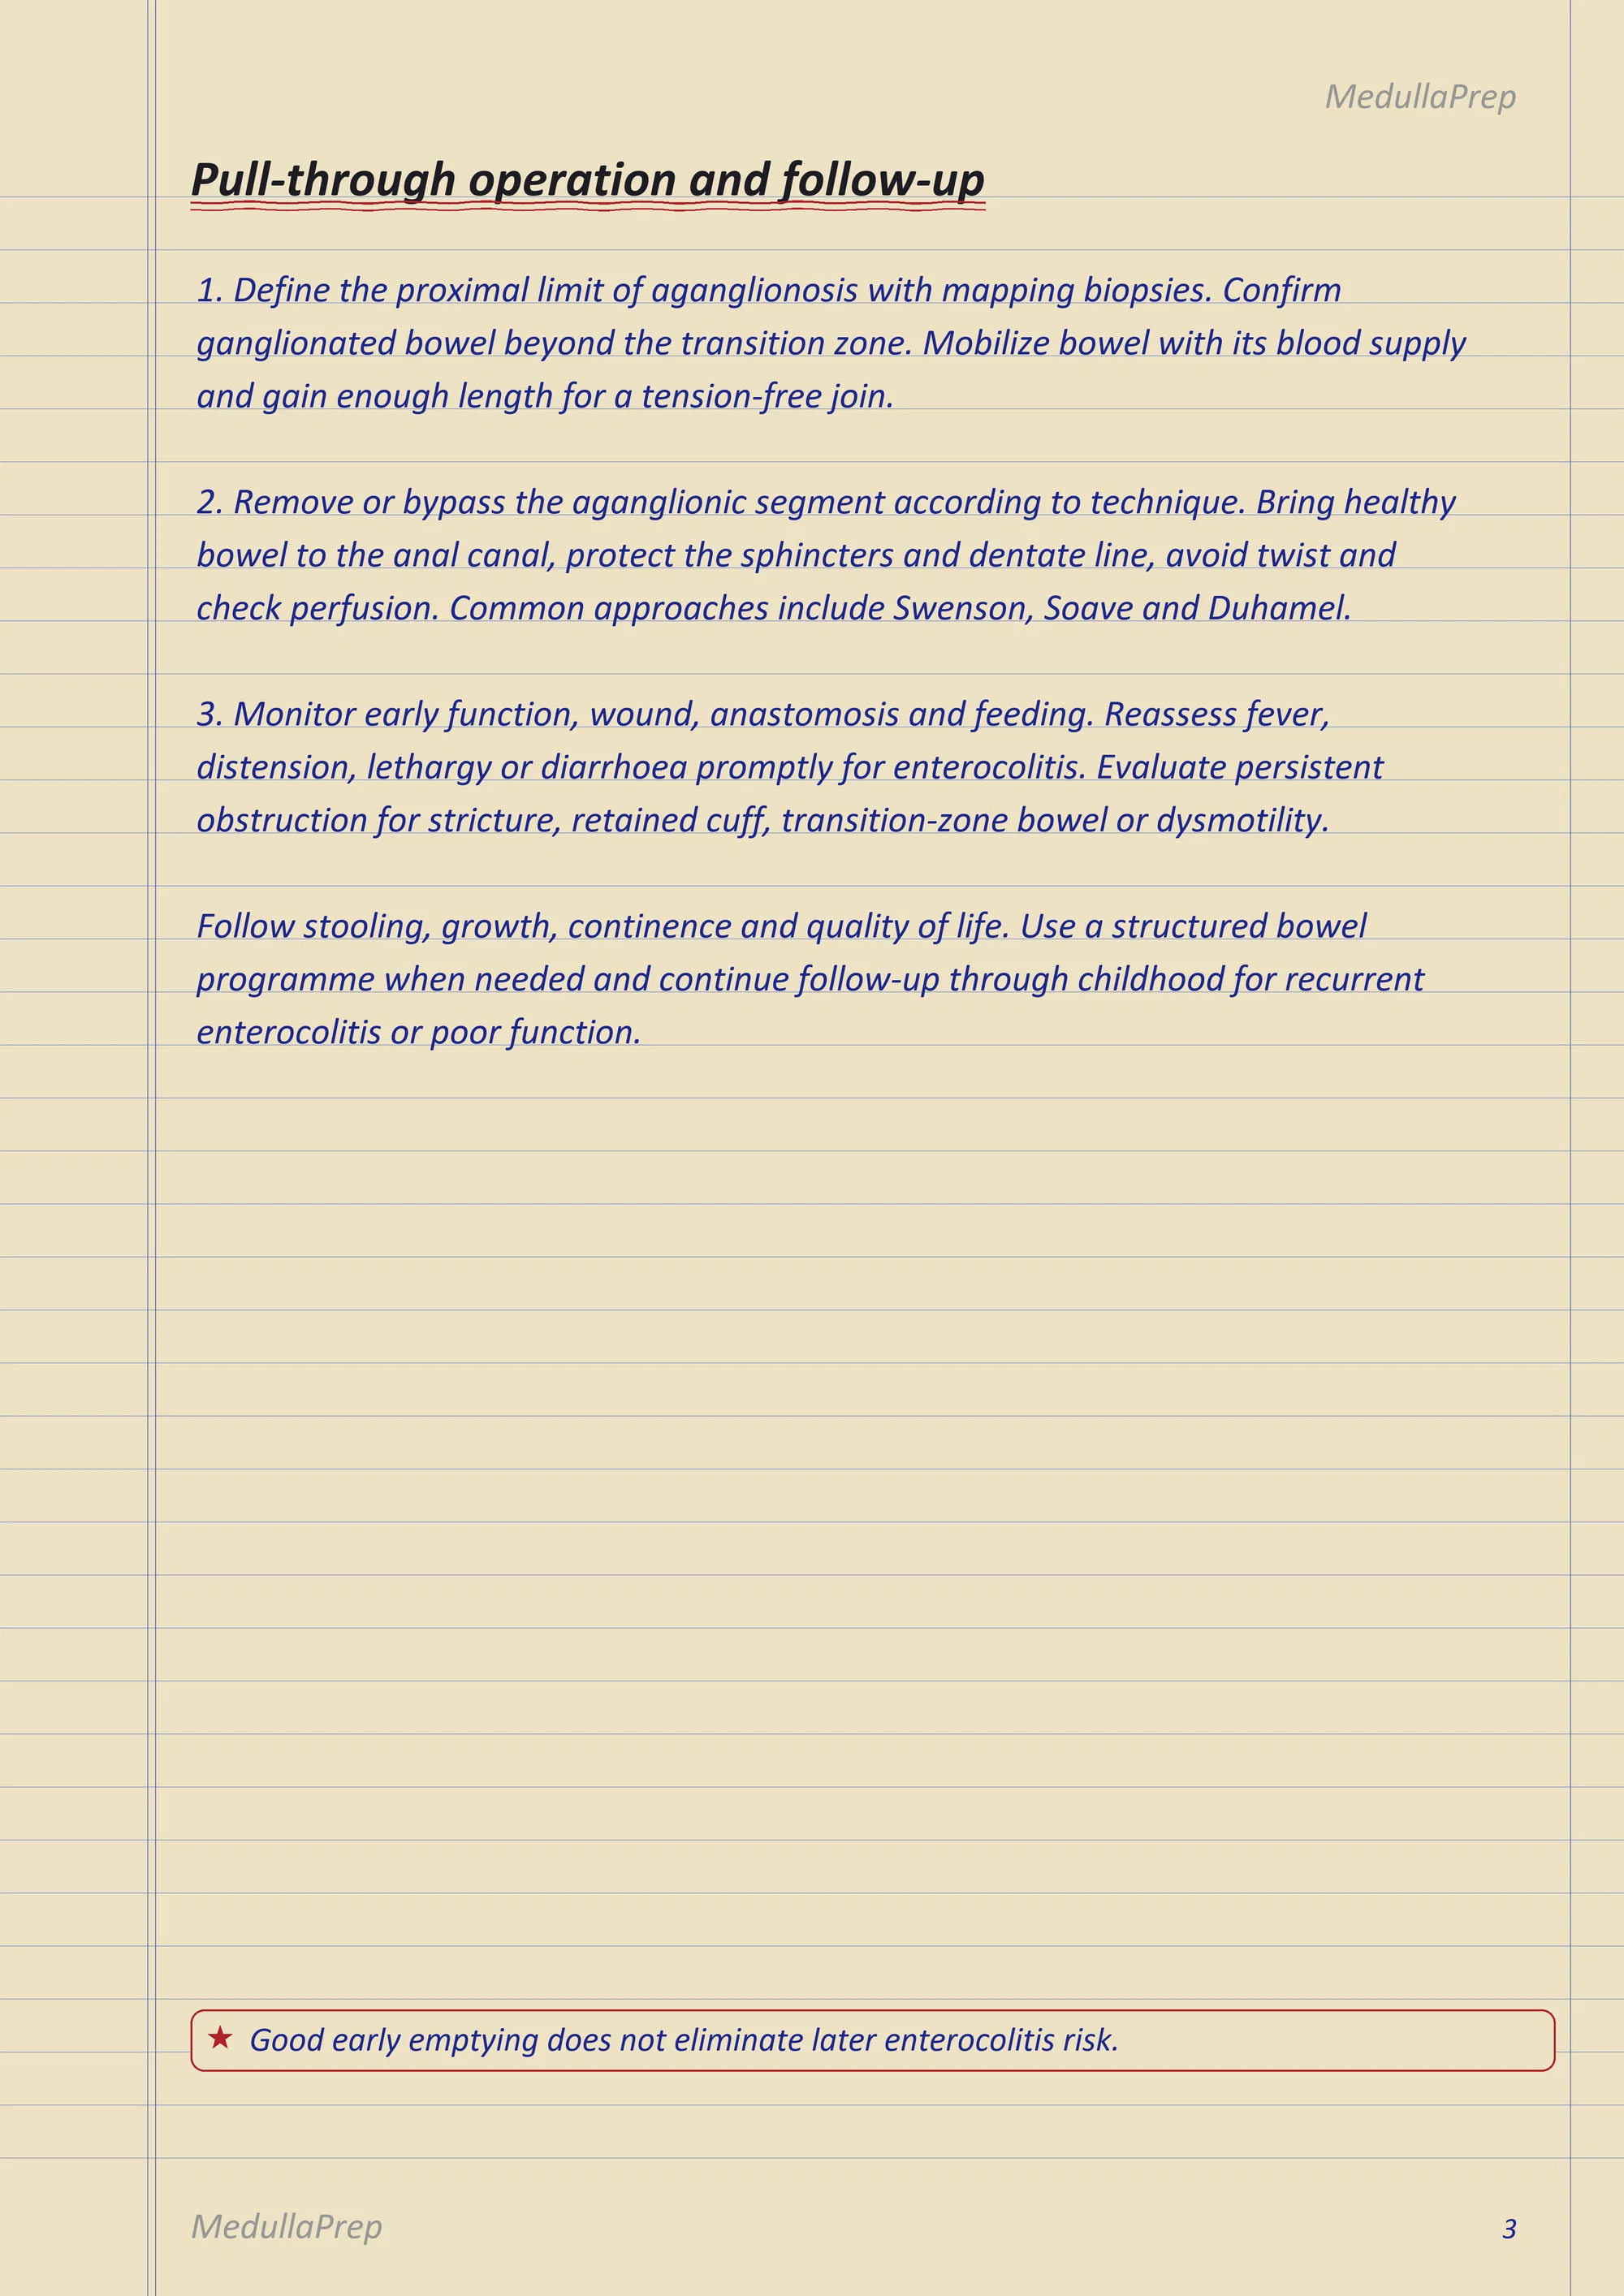 MedullaPrep
Pull-through operation and follow-up
1. Define the proximal limit of aganglionosis with mapping biopsies. Confirm
ganglionated bowel beyond the transition zone. Mobilize bowel with its blood supply
and gain enough length for a tension-free join.
2. Remove or bypass the aganglionic segment according to technique. Bring healthy
bowel to the anal canal, protect the sphincters and dentate line, avoid twist and
check perfusion. Common approaches include Swenson, Soave and Duhamel.
3. Monitor early function, wound, anastomosis and feeding. Reassess fever,
distension, lethargy or diarrhoea promptly for enterocolitis. Evaluate persistent
obstruction for stricture, retained cuff, transition-zone bowel or dysmotility.
Follow stooling, growth, continence and quality of life. Use a structured bowel
programme when needed and continue follow-up through childhood for recurrent
enterocolitis or poor function.
★ Good early emptying does not eliminate later enterocolitis risk.
MedullaPrep
3